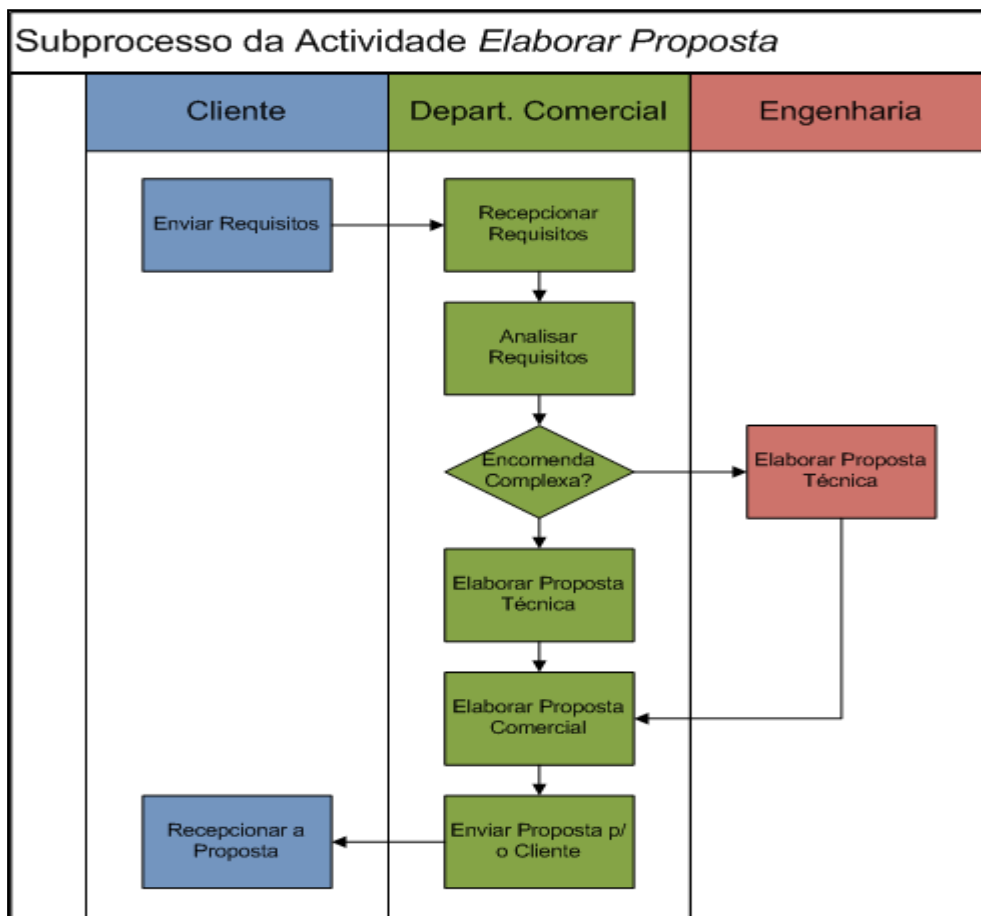 Subprocesso da Actividade Elaborar Proposta
Cliente
Depart. Comercial
Engenharia
Enviar Requisitos
Recepcionar
Requisitos
Analisar
Requisitos
Encomenda
Complexa?
Elaborar Proposta
Técnica
Elaborar Proposta
Técnica
Elaborar Proposta
Comercial
Recepcionar a
Proposta
Enviar Proposta p/
o Cliente